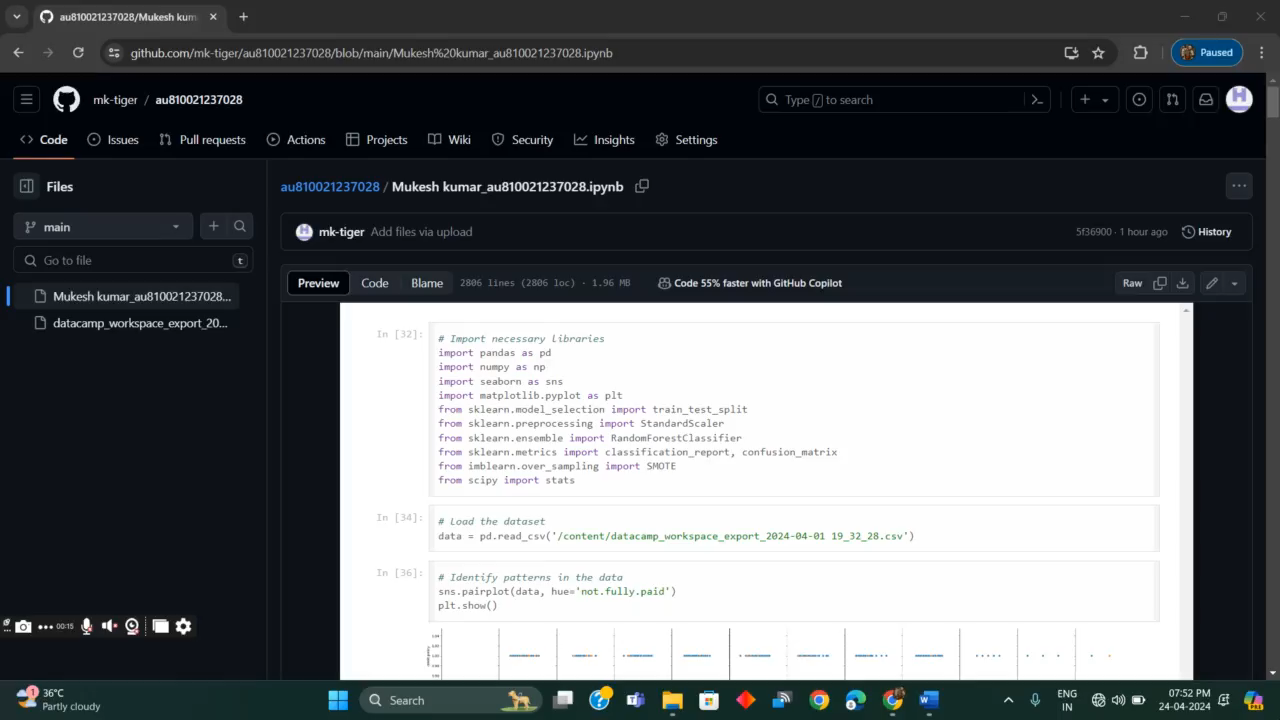 au810021237028/Mukesh kum
github.com/mk-tiger/au810021237028/blob/main/Mukesh%20kumar_au810021237028.ipynb
Paused
mk-tiger / au810021237028
Type / to search
Code Issues Pull requests Actions Projects Wiki Security Insights Settings
Files
au810021237028 / Mukesh kumar_au810021237028.ipynb
main
mk-tiger Add files via upload
5f36900 · 1 hour ago History
Go to file t
Preview Code Blame 2806 lines (2806 loc) · 1.96 MB Code 55% faster with GitHub Copilot Raw
Mukesh kumar_au810021237028...
datacamp_workspace_export_20...
In [32]:
# Import necessary libraries
import pandas as pd
import numpy as np
import seaborn as sns
import matplotlib.pyplot as plt
from sklearn.model_selection import train_test_split
from sklearn.preprocessing import StandardScaler
from sklearn.ensemble import RandomForestClassifier
from sklearn.metrics import classification_report, confusion_matrix
from imblearn.over_sampling import SMOTE
from scipy import stats
In [34]:
# Load the dataset
data = pd.read_csv('/content/datacamp_workspace_export_2024-04-01 19_32_28.csv')
In [36]:
# Identify patterns in the data
sns.pairplot(data, hue='not.fully.paid')
plt.show()
00:15
1
36°C
Partly cloudy
Search
ENG
IN
07:52 PM
24-04-2024